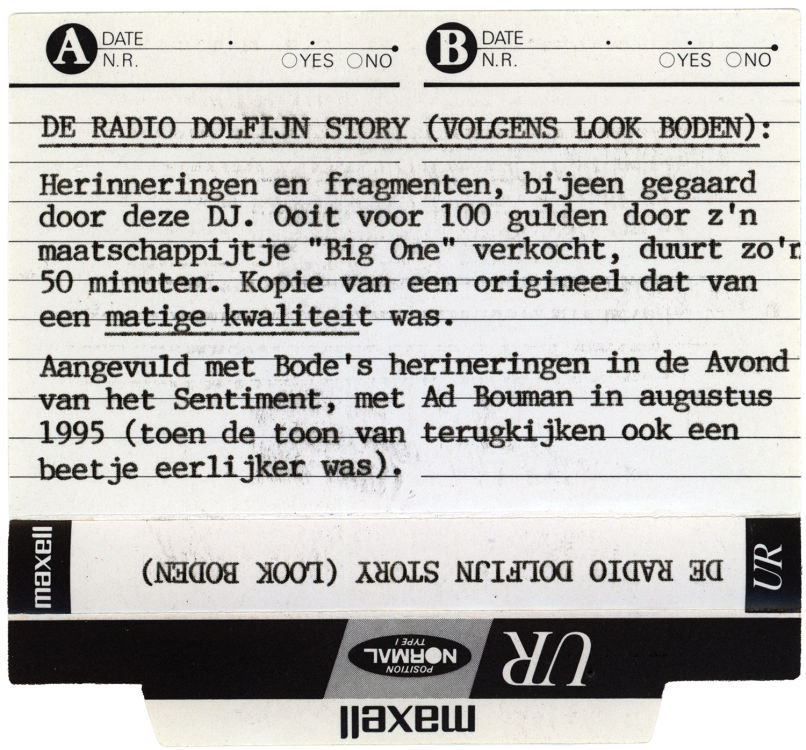 A DATE B DATE
N.R. YES NO N.R. YES NO
DE RADIO DOLFIJN STORY (VOLGENS LOOK BODEN):
Herinneringen en fragmenten, bijeen gegaard
door deze DJ. Ooit voor 100 gulden door z'n
maatschappijtje "Big One" verkocht, duurt zo'n
50 minuten. Kopie van een origineel dat van
een matige kwaliteit was.
Aangevuld met Bode's herineringen in de Avond
van het Sentiment, met Ad Bouman in augustus
1995 (toen de toon van terugkijken ook een
beetje eerlijker was).
maxell
DE RADIO DOLFIJN STORY (LOOK BODEN)
UR
UR
POSITION
NORMAL
TYPE I
maxell